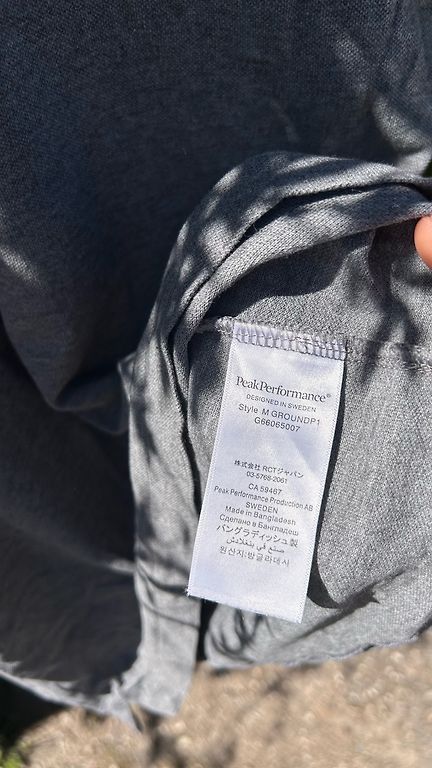 PeakPerformance®
DESIGNED IN SWEDEN
Style M GROUNDP1
G66065007
株式会社 RCTジャパン
03-5768-2061
CA 59467
Peak Performance Production AB
SWEDEN
Made in Bangladesh
Сделано в Бангладеш
バングラディッシュ製
صنع في بنغلادش
원산지:방글라데시